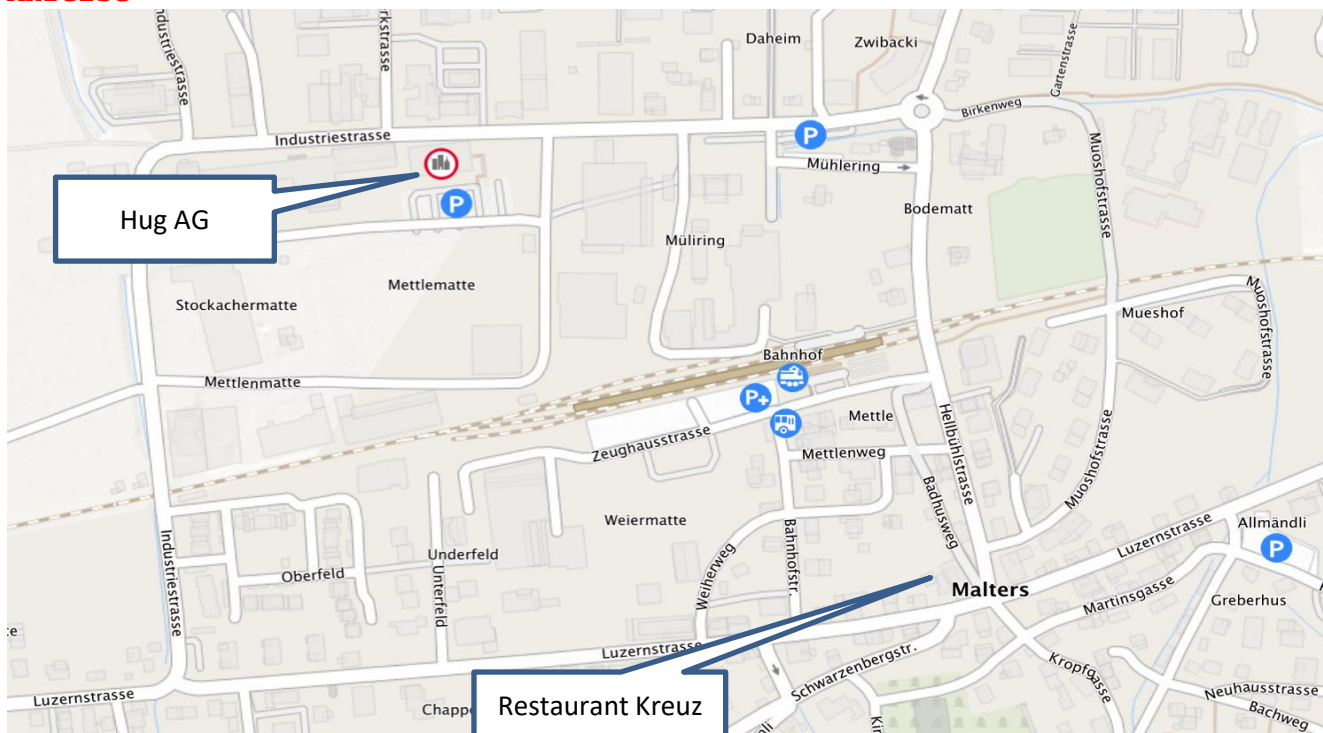 Daheim
Zwibacki
Gartenstrasse
Industriestrasse
Industriestrasse
Birkenweg
Mühlering
Muoshofstrasse
Hug AG
Bodematt
Müliring
Mettlematte
Stockachermatte
Mueshof
Muoshofstrasse
Bahnhof
Mettlenmatte
P+
Mettle
Hellbühlstrasse
Zeughausstrasse
Mettlenweg
Muoshofstrasse
Badhusweg
Weiermatte
Bahnhofstr.
Luzernstrasse
Allmändli
Industriestrasse
Underfeld
Oberfeld
Unterfeld
Weiherweg
Malters
Martinsgasse
Greberhus
Luzernstrasse
Schwarzenbergstr.
Kropfgasse
Luzernstrasse
Restaurant Kreuz
Neuhausstrasse
Bachweg
P
P
P